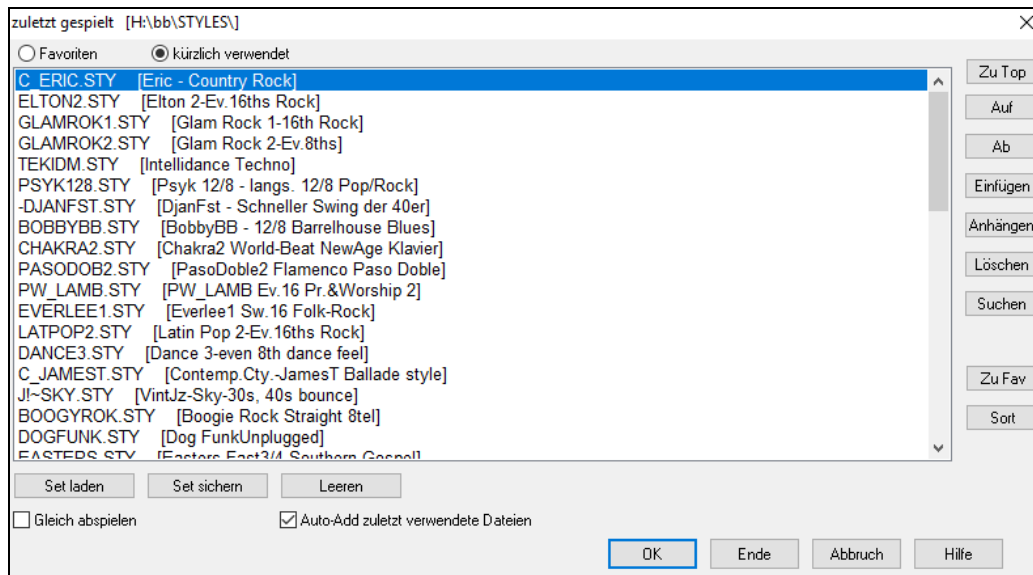 zuletzt gespielt [H:\bb\STYLES\]
Favoriten kürzlich verwendet
C_ERIC.STY [Eric - Country Rock]
ELTON2.STY [Elton 2-Ev.16ths Rock]
GLAMROK1.STY [Glam Rock 1-16th Rock]
GLAMROK2.STY [Glam Rock 2-Ev.8ths]
TEKIDM.STY [Intellidance Techno]
PSYK128.STY [Psyk 12/8 - langs. 12/8 Pop/Rock]
-DJANFST.STY [DjanFst - Schneller Swing der 40er]
BOBBYBB.STY [BobbyBB - 12/8 Barrelhouse Blues]
CHAKRA2.STY [Chakra2 World-Beat NewAge Klavier]
PASODOB2.STY [PasoDoble2 Flamenco Paso Doble]
PW_LAMB.STY [PW_LAMB Ev.16 Pr.&Worship 2]
EVERLEE1.STY [Everlee1 Sw.16 Folk-Rock]
LATPOP2.STY [Latin Pop 2-Ev.16ths Rock]
DANCE3.STY [Dance 3-even 8th dance feel]
C_JAMEST.STY [Contemp.Cty.-JamesT Ballade style]
J!~SKY.STY [VintJz-Sky-30s, 40s bounce]
BOOGYROK.STY [Boogie Rock Straight 8tel]
DOGFUNK.STY [Dog FunkUnplugged]
EASTERS.STY [Easters East3/4 Southern Gospel]
Zu Top
Auf
Ab
Einfügen
Anhängen
Löschen
Suchen
Zu Fav
Sort
Set laden Set sichern Leeren
Gleich abspielen Auto-Add zuletzt verwendete Dateien
OK Ende Abbruch Hilfe